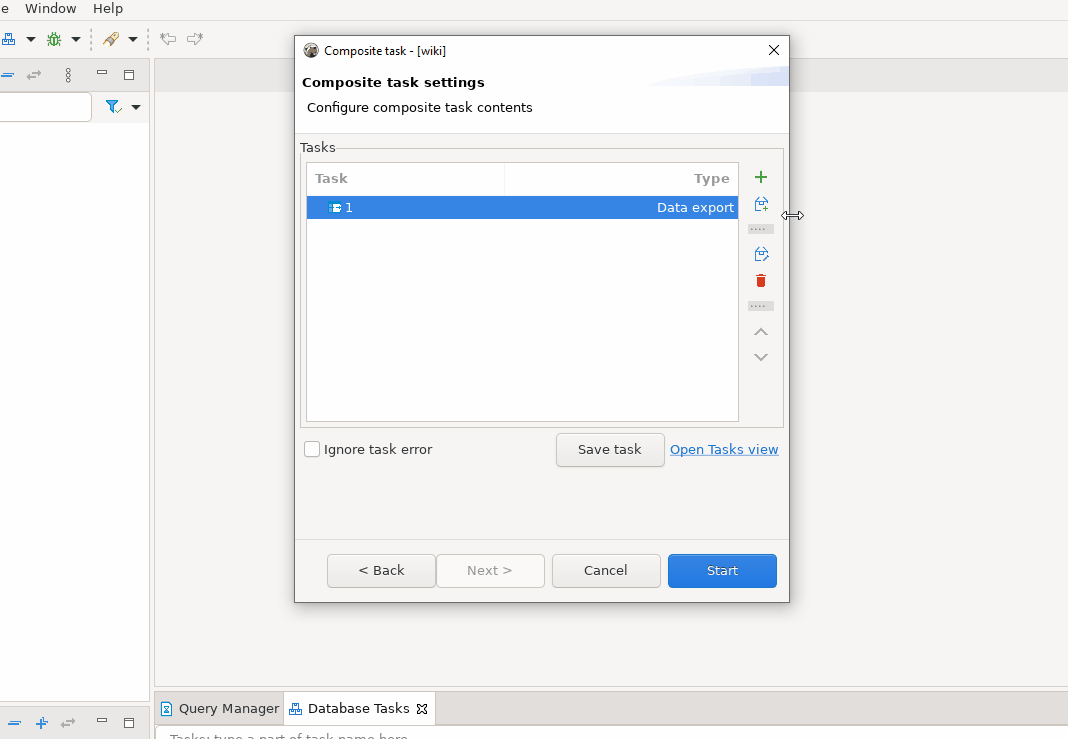 e Window Help
Composite task - [wiki]
Composite task settings
Configure composite task contents
Tasks
Task Type
1 Data export
Ignore task error Save task Open Tasks view
< Back Next > Cancel Start
Query Manager Database Tasks
Tasks: type a part of task name here